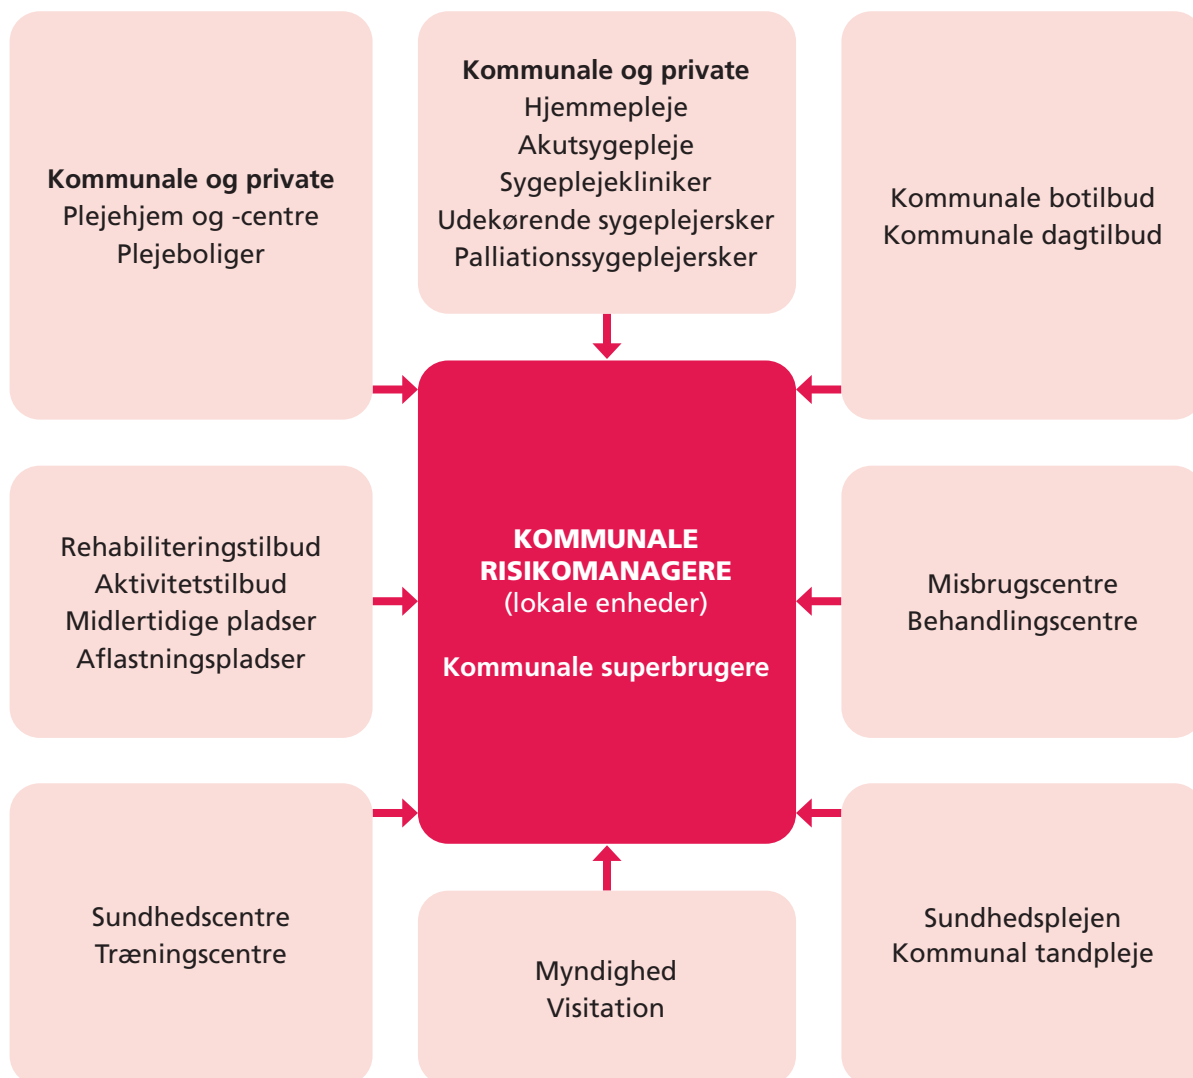 Kommunale og private
Plejehjem og -centre
Plejeboliger
Kommunale og private
Hjemmepleje
Akutsygepleje
Sygeplejekliniker
Udekørende sygeplejersker
Palliationssygeplejersker
Kommunale botilbud
Kommunale dagtilbud
Rehabiliteringstilbud
Aktivitetstilbud
Midlertidige pladser
Aflastningspladser
KOMMUNALE
RISIKOMANAGERE
(lokale enheder)
Kommunale superbrugere
Misbrugscentre
Behandlingscentre
Sundhedscentre
Træningscentre
Myndighed
Visitation
Sundhedsplejen
Kommunal tandpleje